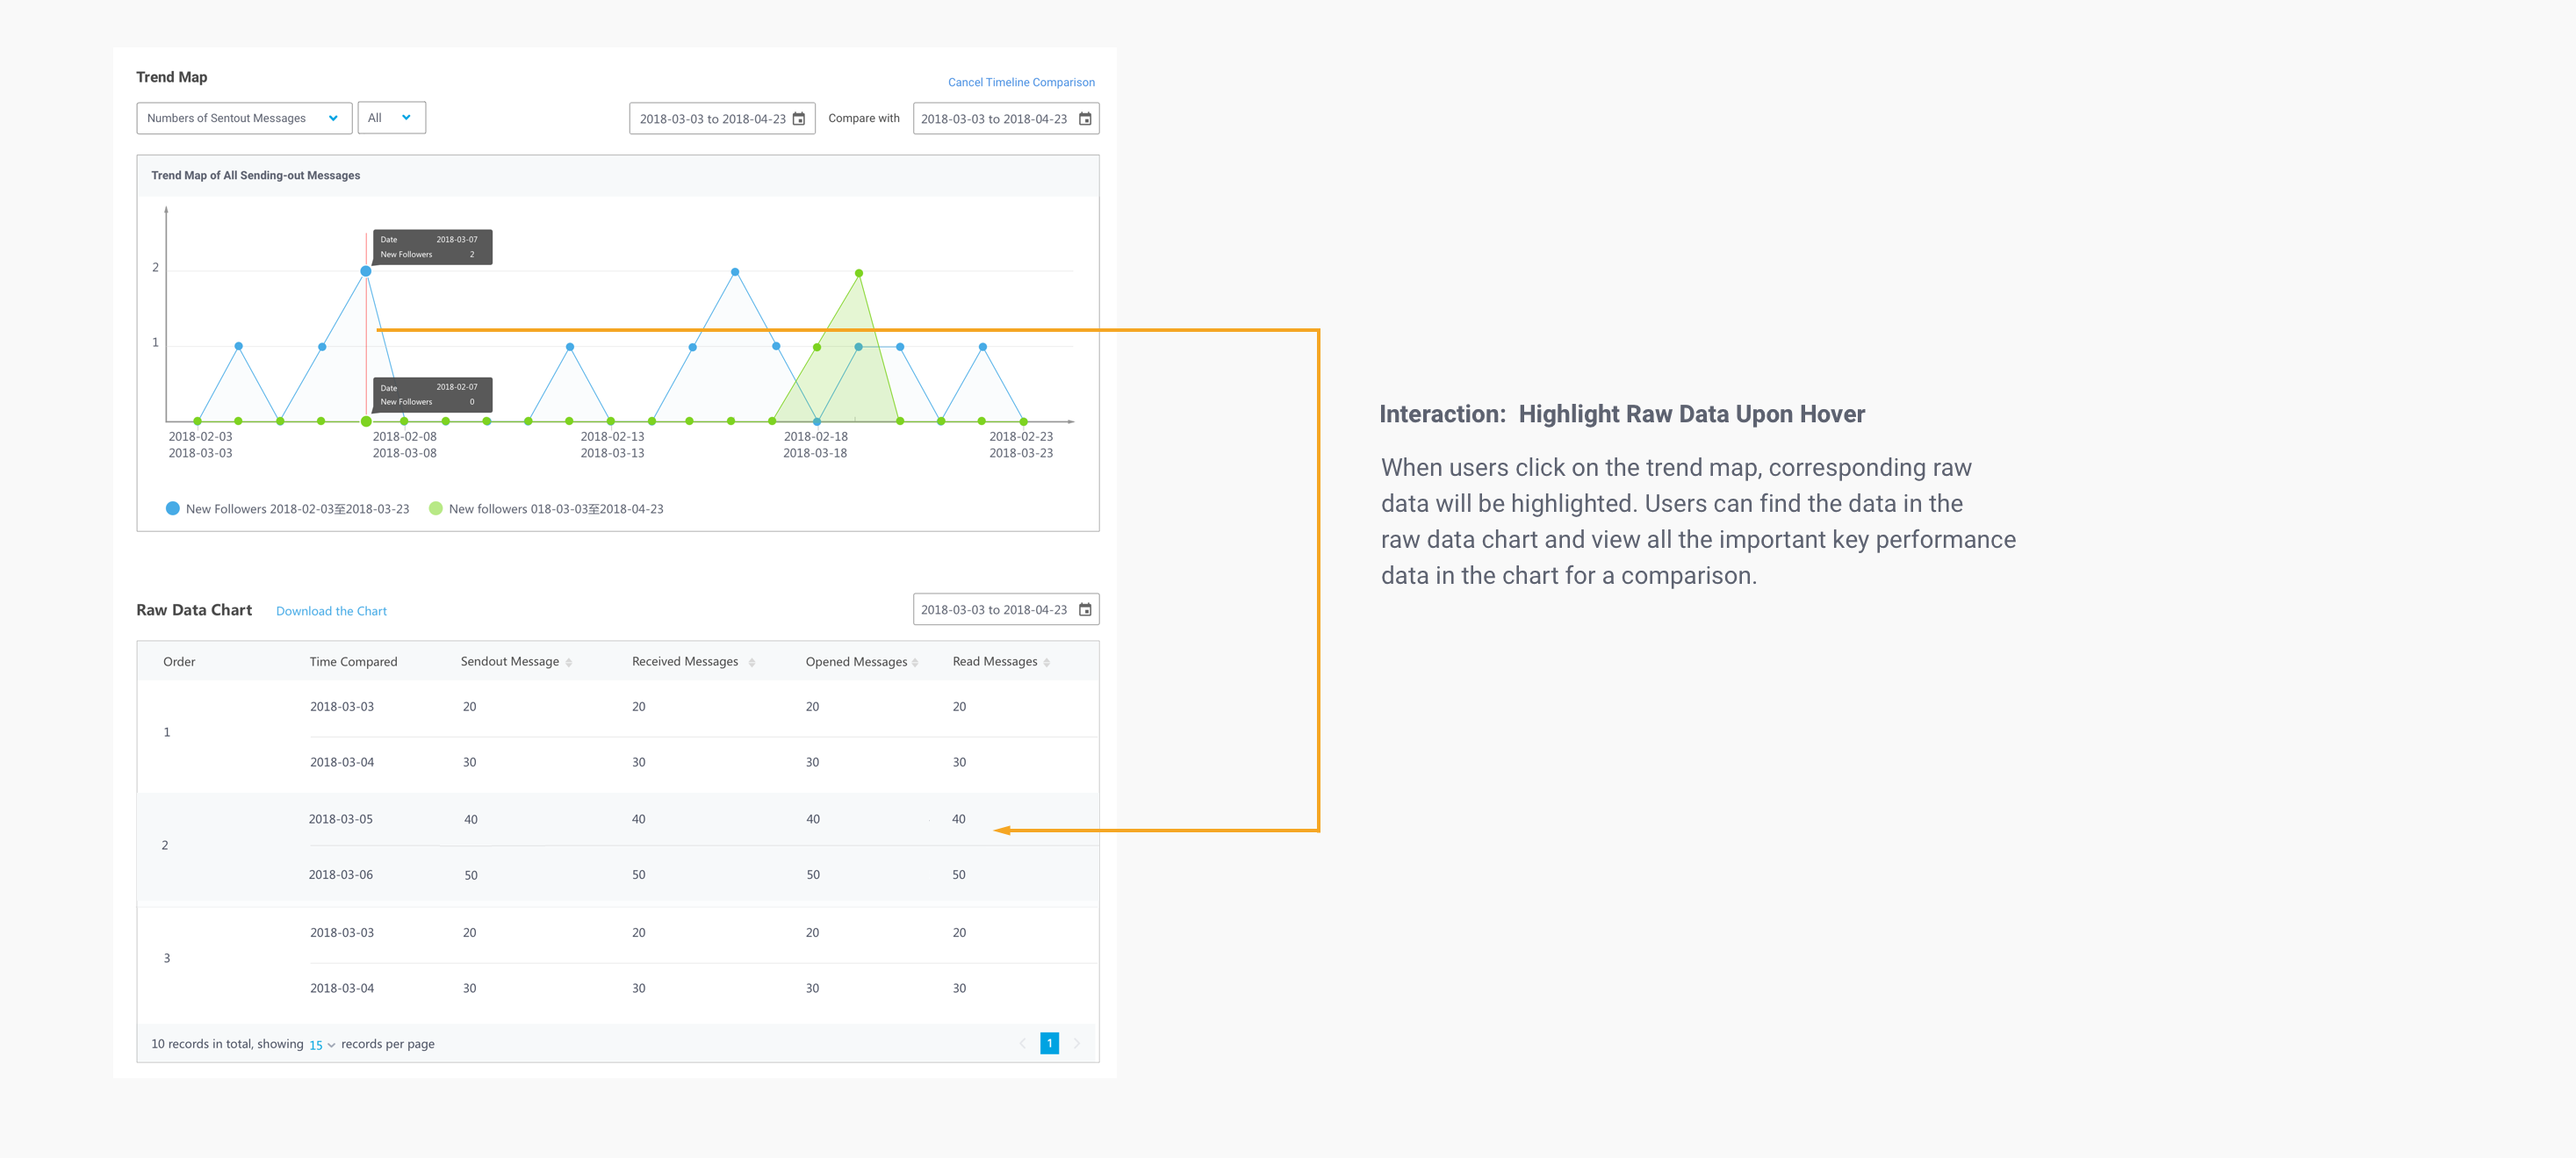 Trend Map
Cancel Timeline Comparison
Numbers of Sentout Messages
All
2018-03-03 to 2018-04-23
Compare with
2018-03-03 to 2018-04-23
Trend Map of All Sending-out Messages
Date 2018-03-07
New Followers 2
2
1
Date 2018-02-07
New Followers 0
2018-02-03
2018-03-03
2018-02-08
2018-03-08
2018-02-13
2018-03-13
2018-02-18
2018-03-18
2018-02-23
2018-03-23
New Followers 2018-02-03至2018-03-23
New followers 018-03-03至2018-04-23
Interaction: Highlight Raw Data Upon Hover
When users click on the trend map, corresponding raw
data will be highlighted. Users can find the data in the
raw data chart and view all the important key performance
data in the chart for a comparison.
Raw Data Chart
Download the Chart
2018-03-03 to 2018-04-23
Order Time Compared Sendout Message Received Messages Opened Messages Read Messages
1
2018-03-03 20 20 20 20
2018-03-04 30 30 30 30
2
2018-03-05 40 40 40 40
2018-03-06 50 50 50 50
3
2018-03-03 20 20 20 20
2018-03-04 30 30 30 30
10 records in total, showing 15 records per page
1